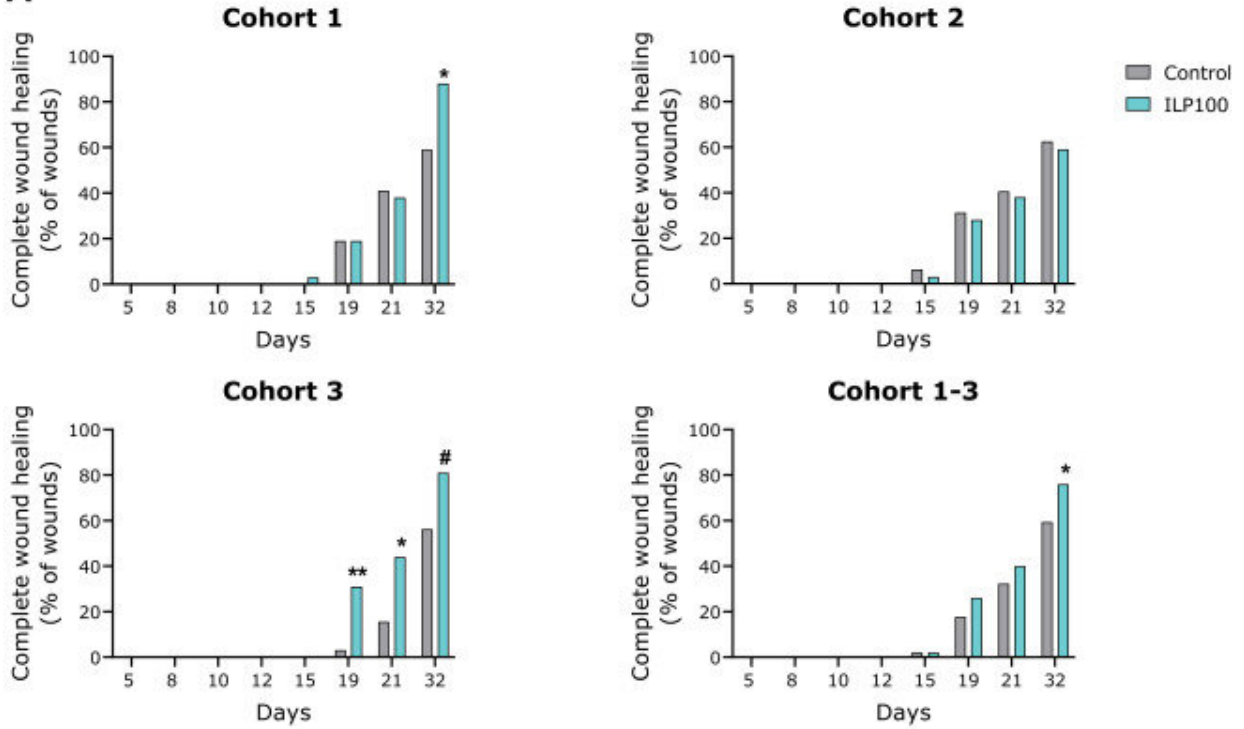 Cohort 1
Complete wound healing
(% of wounds)
100
80
60
40
20
0
*
5 8 10 12 15 19 21 32
Days
Cohort 2
Complete wound healing
(% of wounds)
100
80
60
40
20
0
5 8 10 12 15 19 21 32
Days
Control
ILP100
Cohort 3
Complete wound healing
(% of wounds)
100
80
60
40
20
0
**
*
#
5 8 10 12 15 19 21 32
Days
Cohort 1-3
Complete wound healing
(% of wounds)
100
80
60
40
20
0
*
5 8 10 12 15 19 21 32
Days